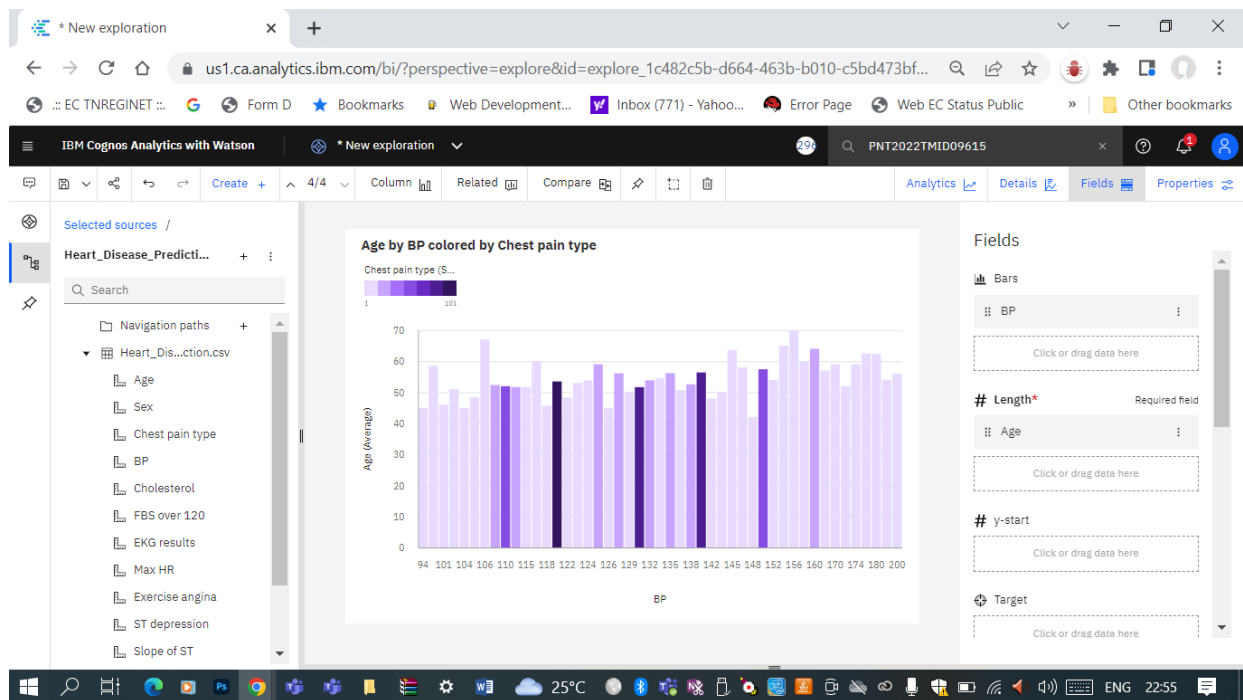 * New exploration
us1.ca.analytics.ibm.com/bi/?perspective=explore&id=explore_1c482c5b-d664-463b-b010-c5bd473bf...
.:: EC TNREGINET ::. Form D Bookmarks Web Development... Inbox (771) - Yahoo... Error Page Web EC Status Public » Other bookmarks
IBM Cognos Analytics with Watson * New exploration 296 PNT2022TMID09615 1
Create + 4/4 Column Related Compare Analytics Details Fields Properties
Selected sources /
Heart_Disease_Predicti...
Search
Navigation paths
Heart_Dis...ction.csv
Age
Sex
Chest pain type
BP
Cholesterol
FBS over 120
EKG results
Max HR
Exercise angina
ST depression
Slope of ST
Age by BP colored by Chest pain type
Chest pain type (S...
1 101
70
60
50
40
30
20
10
0
Age (Average)
94 101 104 106 110 115 118 122 124 126 129 132 135 138 142 145 148 152 156 160 170 174 180 200
BP
Fields
Bars
BP
Click or drag data here
# Length* Required field
Age
Click or drag data here
# y-start
Click or drag data here
Target
Click or drag data here
Ps 25°C ENG 22:55